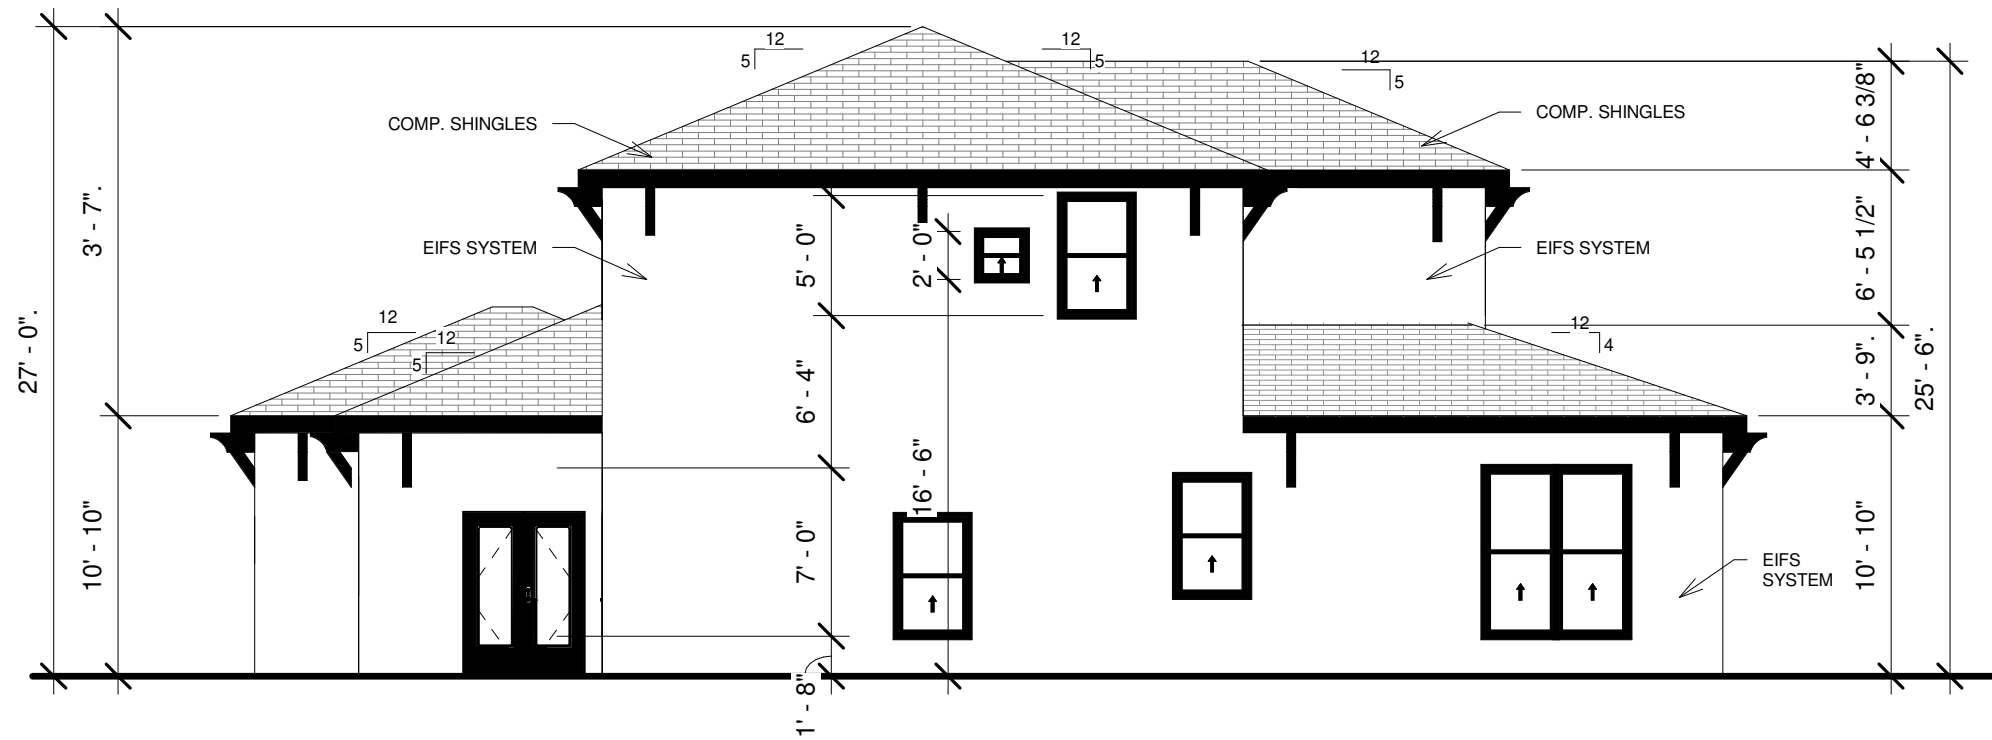 12
5
12
5
12
5
COMP. SHINGLES
COMP. SHINGLES
4' - 6 3/8"
3' - 7".
EIFS SYSTEM
5' - 0"
2' - 0"
EIFS SYSTEM
6' - 5 1/2"
27' - 0".
12
5
12
5
12
4
6' - 4"
3' - 9".
25' - 6".
16' - 6"
10' - 10"
7' - 0"
10' - 10"
EIFS
SYSTEM
1' - 8"